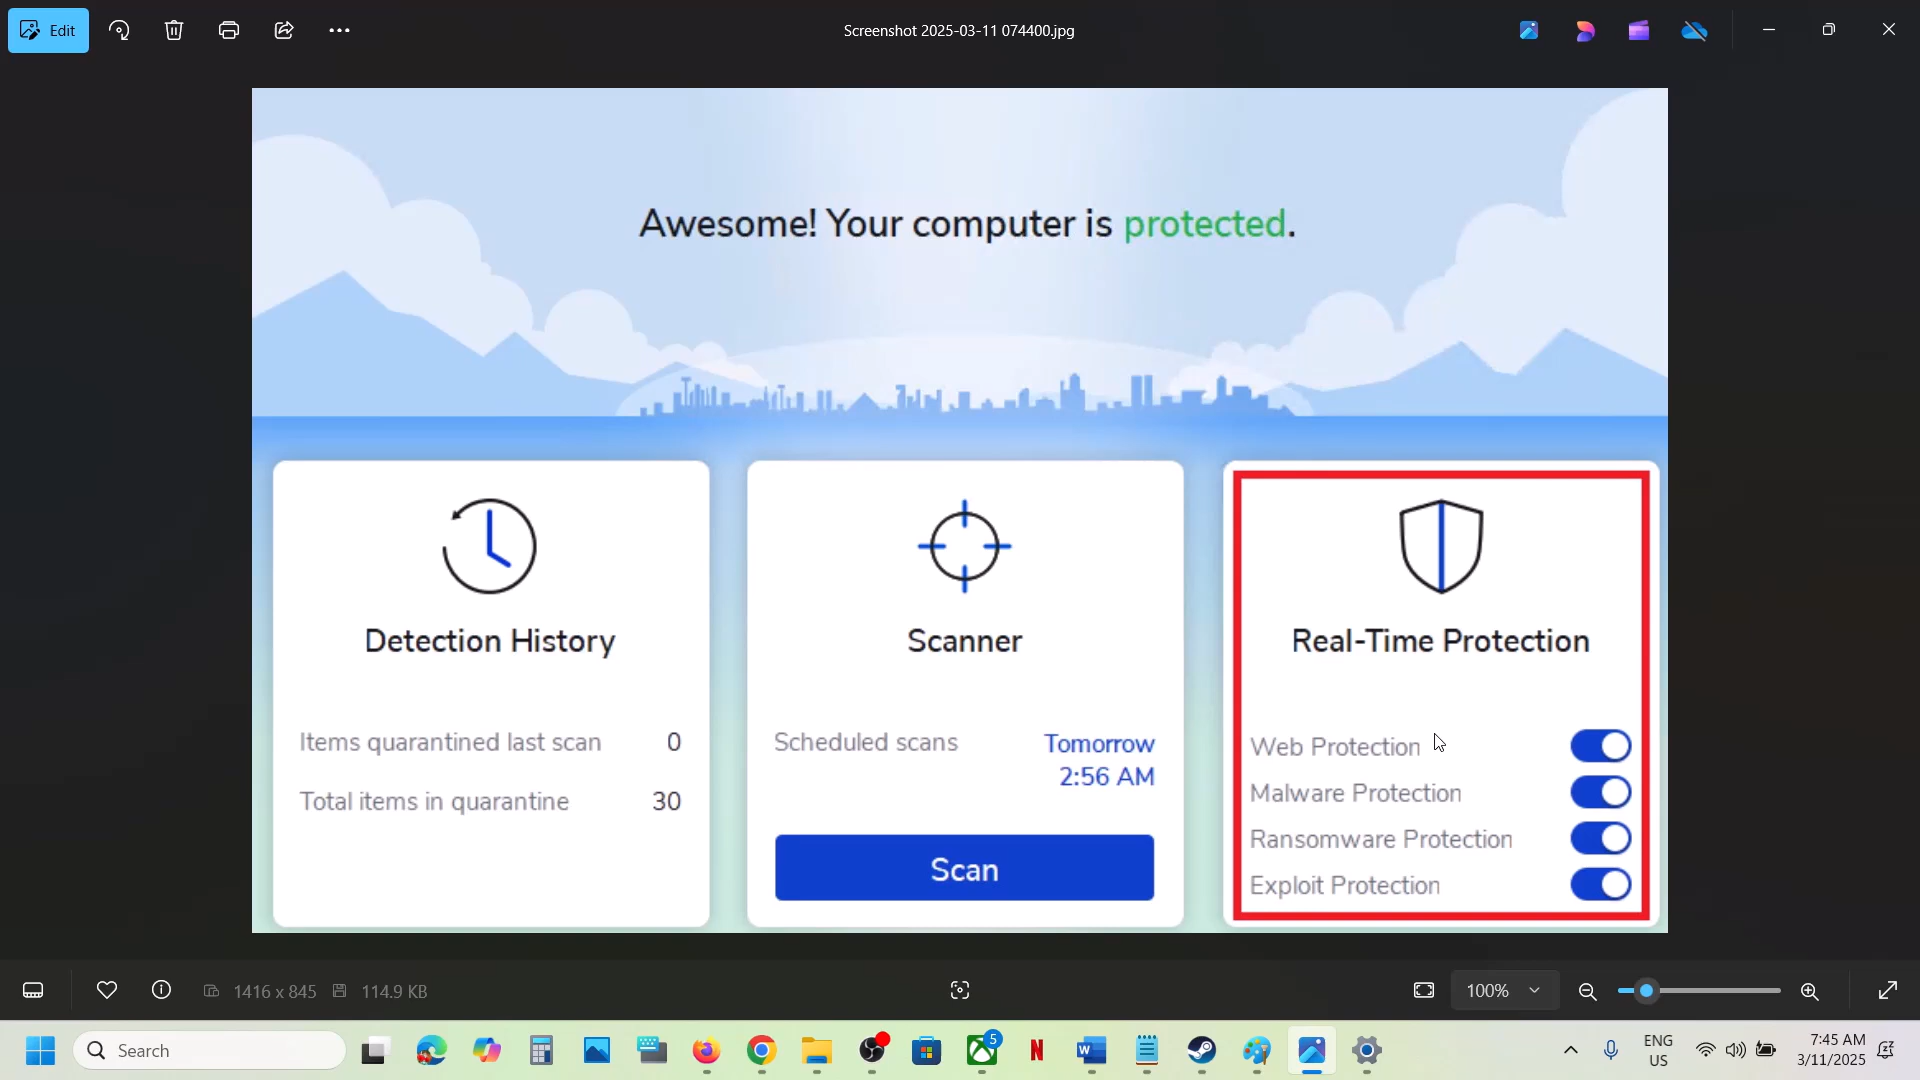 Edit
Screenshot 2025-03-11 074400.jpg
Awesome! Your computer is protected.
Detection History
Items quarantined last scan 0
Total items in quarantine 30
Scanner
Scheduled scans Tomorrow
2:56 AM
Scan
Real-Time Protection
Web Protection
Malware Protection
Ransomware Protection
Exploit Protection
1416 x 845 114.9 KB
100%
Search
5
N
W
ENG
US
7:45 AM
3/11/2025